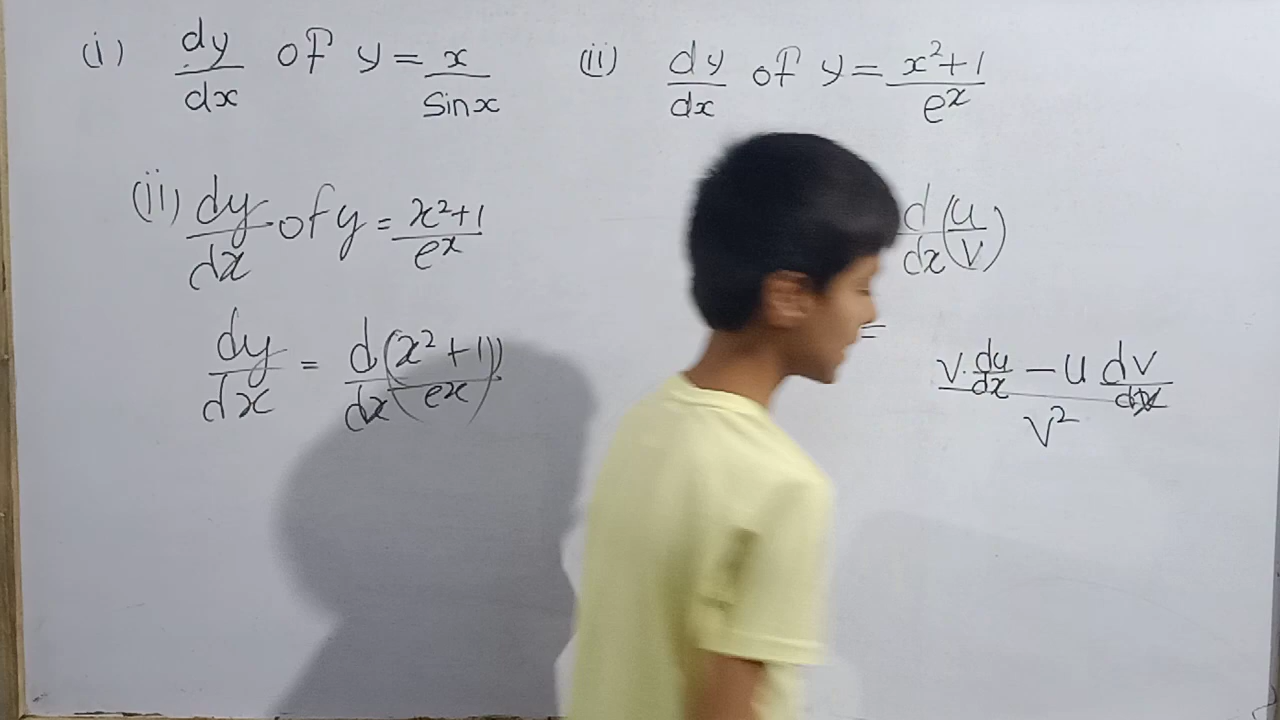 (i) dy/dx of y = x/sinx
(ii) dy/dx of y = x²+1/eˣ
(ii) dy/dx of y = x²+1/eˣ
dy/dx = d/dx (x²+1/ex)
d/dx (u/v)
= v.du/dx − u dv/dx / v²